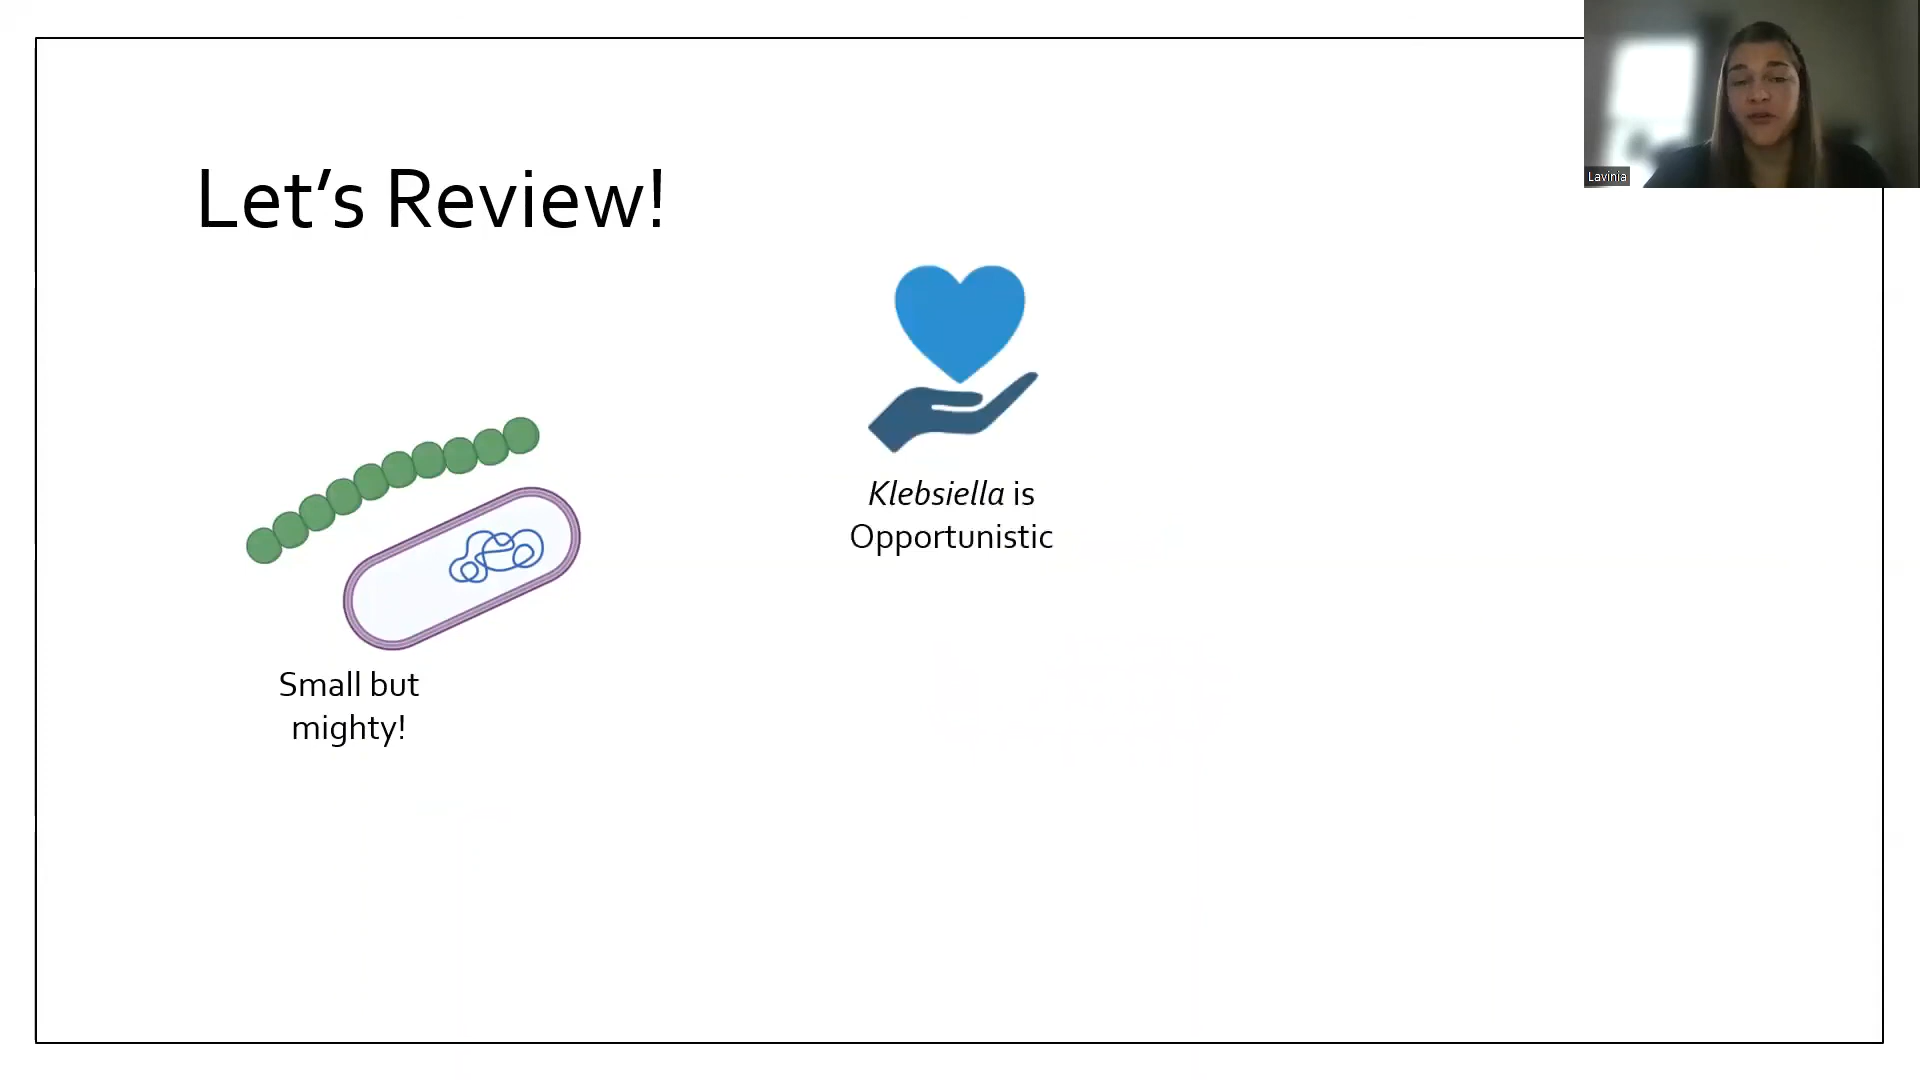 Let's Review!
Lavinia
Klebsiella is
Opportunistic
Small but
mighty!